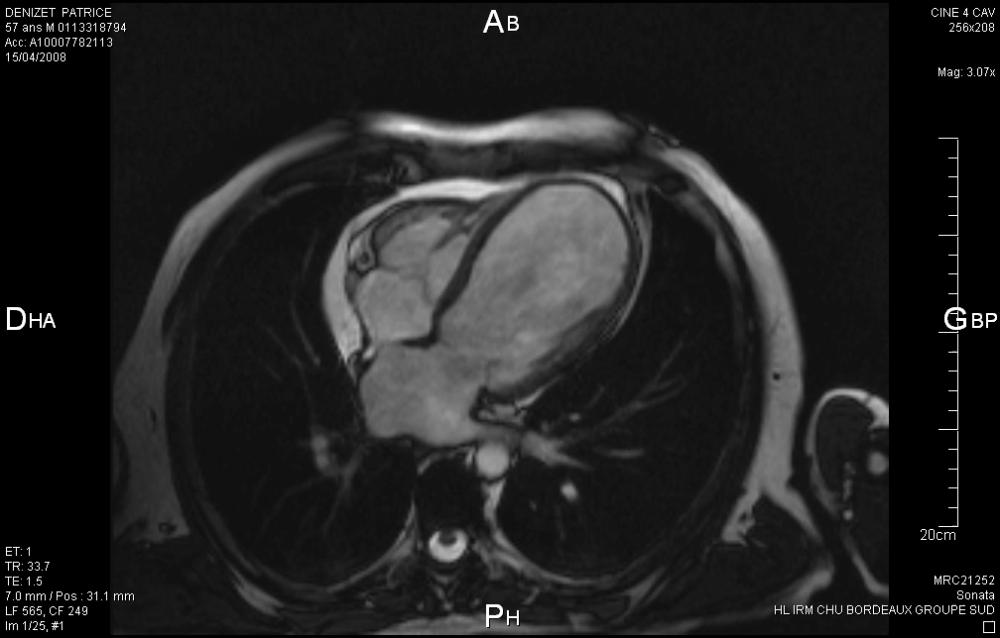 DENIZET PATRICE
57 ans M 0113318794
Acc: A10007782113
15/04/2008
AB
CINE 4 CAV
256x208
Mag: 3.07x
DHA
GBP
20cm
ET: 1
TR: 33.7
TE: 1.5
7.0 mm / Pos : 31.1 mm
LF 565, CF 249
Im 1/25, #1
PH
MRC21252
Sonata
HL IRM CHU BORDEAUX GROUPE SUD